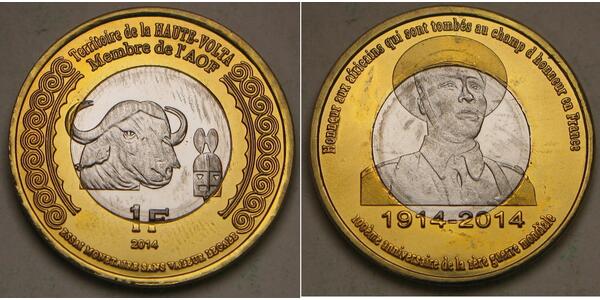 Territoire de la HAUTE-VOLTA
Membre de l'AOF
1F
2014
ESSAI MONETAIRE SANS VALEUR LEGALE
Honneur aux africains qui sont tombés au champ d honneur en France
1914-2014
100ème anniversaire de la 1ère guerre mondiale